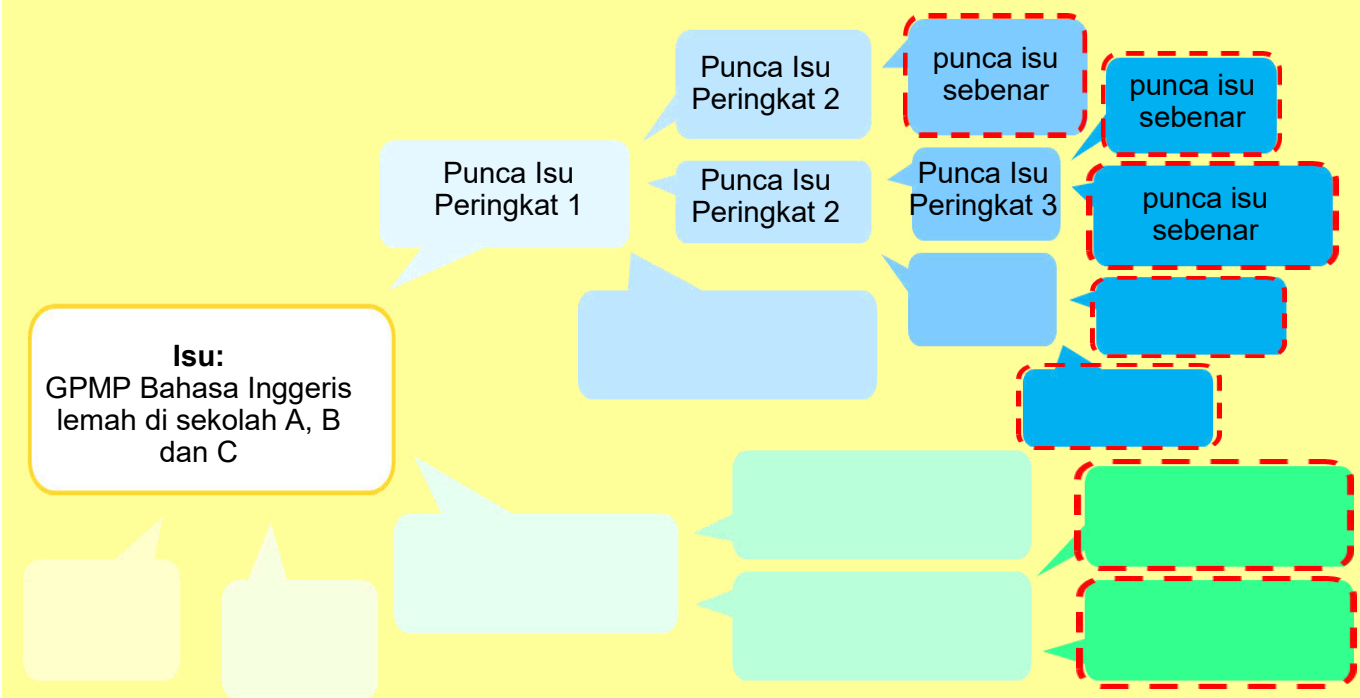 Punca Isu
Peringkat 2
punca isu
sebenar
punca isu
sebenar
Punca Isu
Peringkat 1
Punca Isu
Peringkat 2
Punca Isu
Peringkat 3
punca isu
sebenar
Isu:
GPMP Bahasa Inggeris
lemah di sekolah A, B
dan C